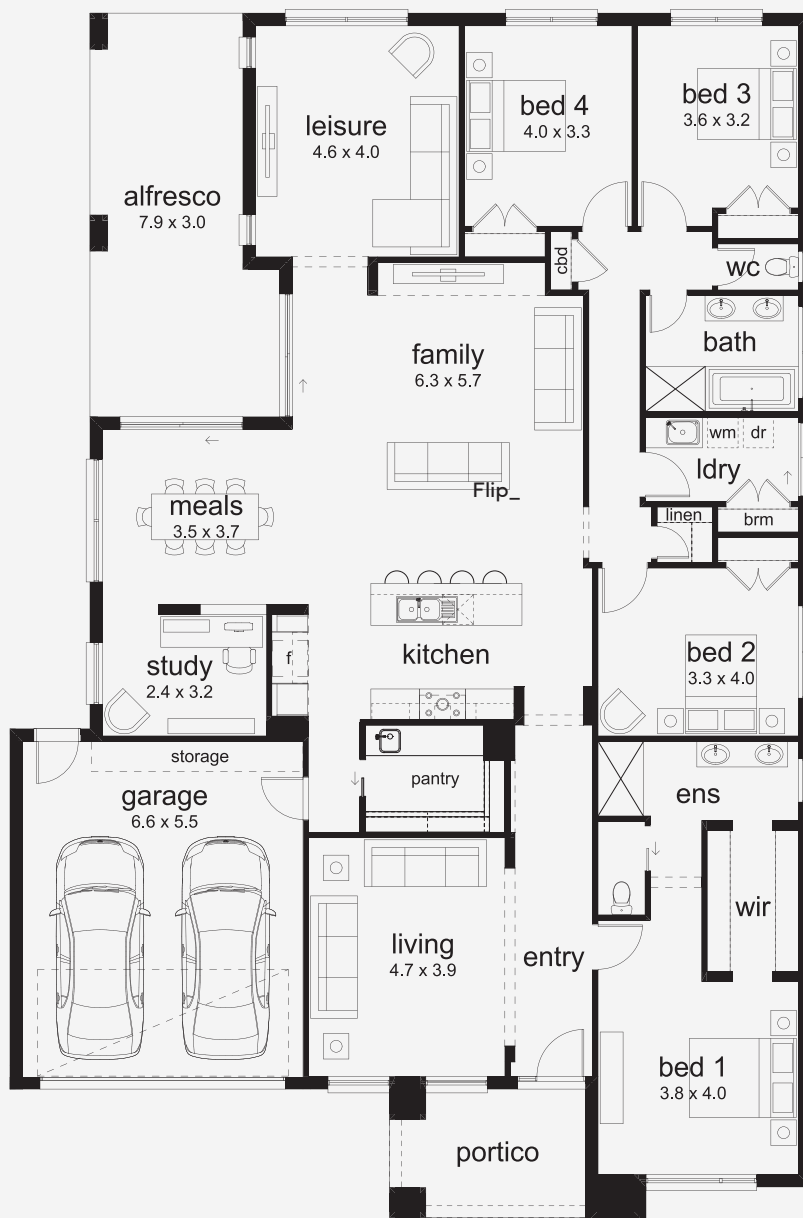 leisure
4.6 x 4.0
bed 4
4.0 x 3.3
bed 3
3.6 x 3.2
alfresco
7.9 x 3.0
cbd
wc
family
6.3 x 5.7
bath
wm
dr
ldry
Flip_
meals
3.5 x 3.7
linen
brm
kitchen
f
study
2.4 x 3.2
bed 2
3.3 x 4.0
storage
garage
6.6 x 5.5
pantry
ens
wir
living
4.7 x 3.9
entry
bed 1
3.8 x 4.0
portico